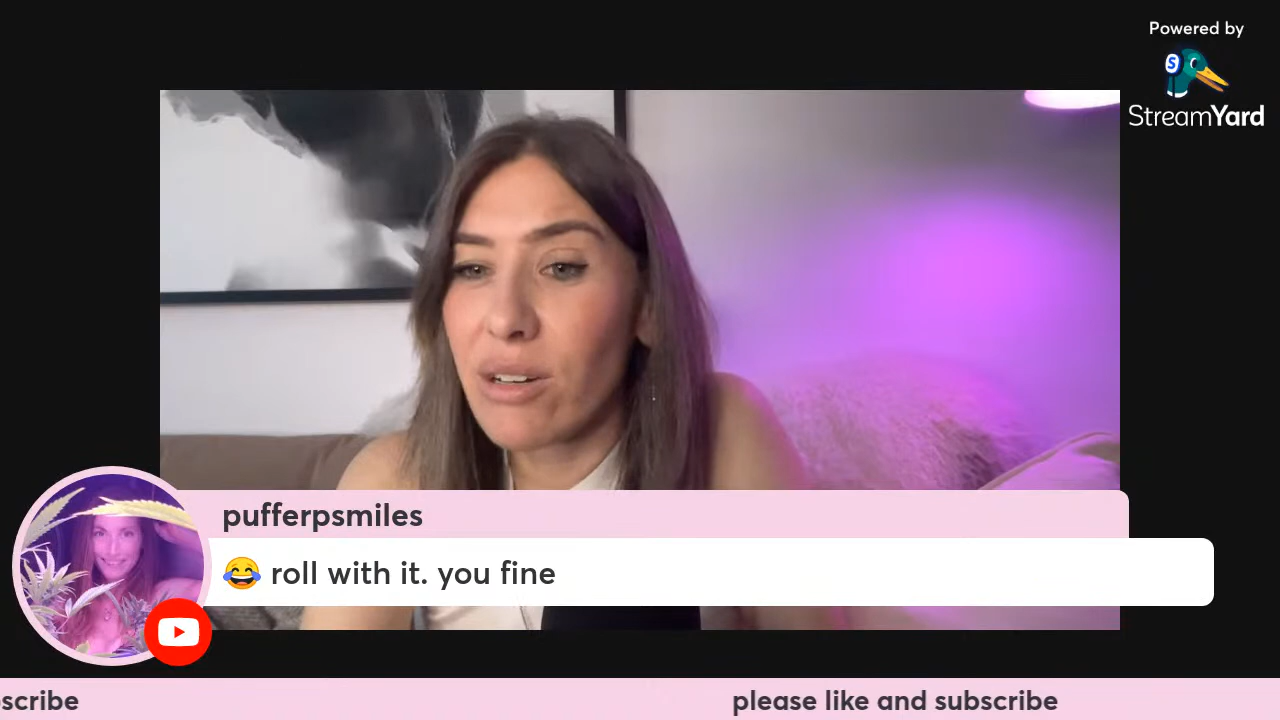 Powered by
StreamYard
pufferpsmiles
😂 roll with it. you fine
scribe
please like and subscribe